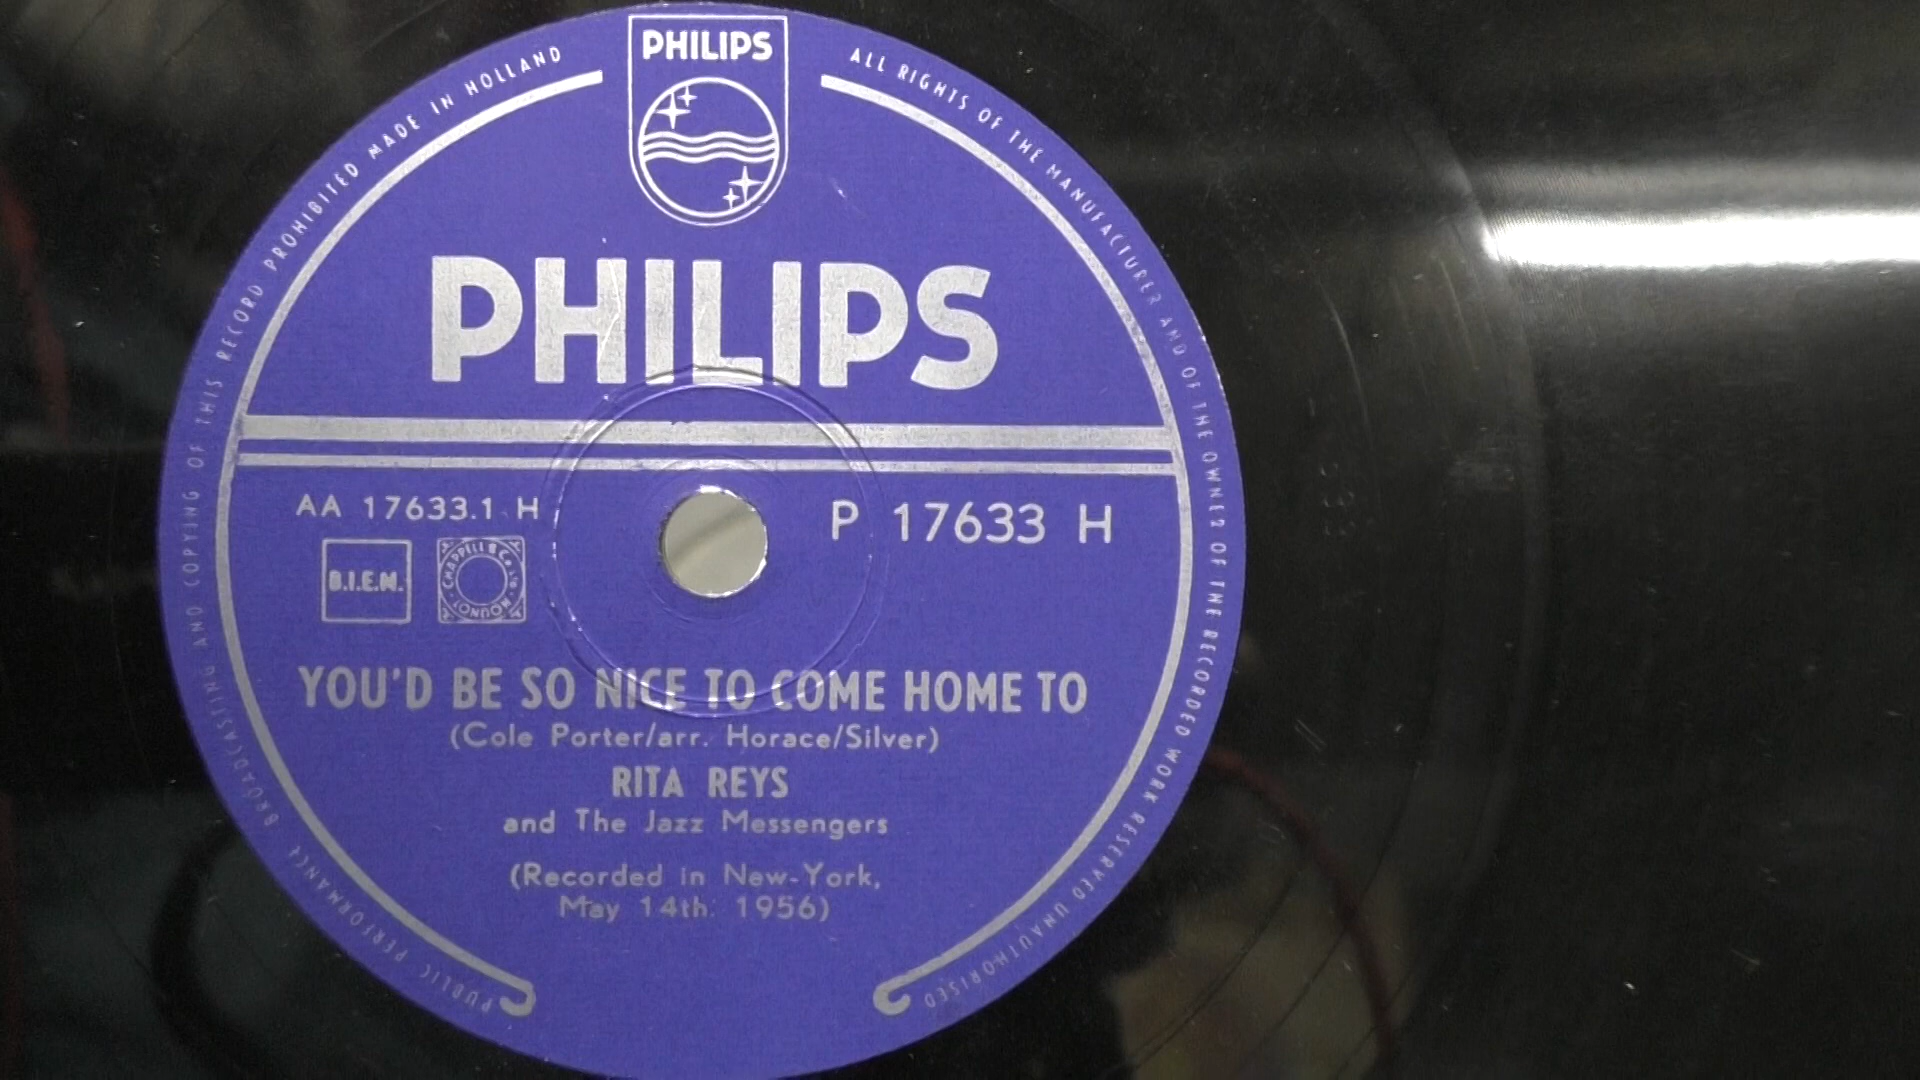 PHILIPS
PHILIPS
AA 17633.1 H
P 17633 H
B.I.E.M.
CHAPPELL & Co LTD
YOU'D BE SO NICE TO COME HOME TO
(Cole Porter/arr. Horace/Silver)
RITA REYS
and The Jazz Messengers
(Recorded in New-York,
May 14th. 1956)
ALL RIGHTS OF THE MANUFACTURER AND OF THE OWNER OF THE RECORDED WORK RESERVED UNAUTHORISED
PUBLIC PERFORMANCE BROADCASTING AND COPYING OF THIS RECORD PROHIBITED MADE IN HOLLAND